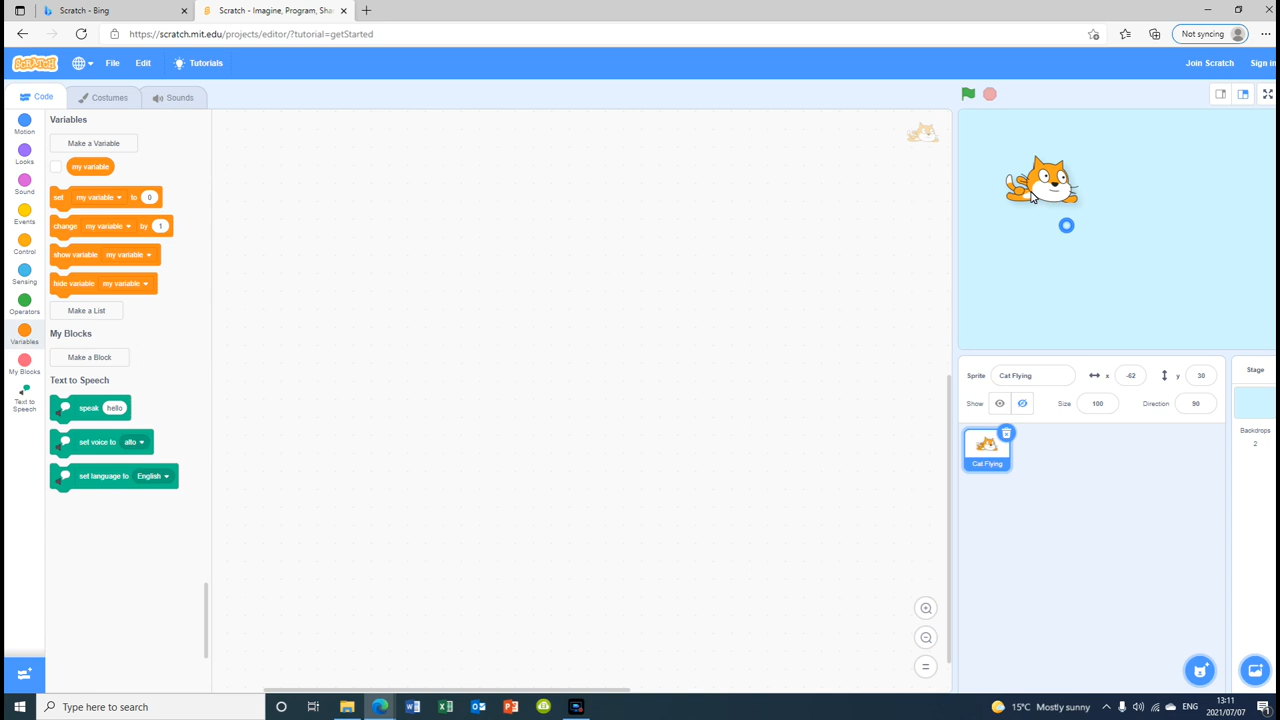 Scratch - Bing
Scratch - Imagine, Program, Sha
https://scratch.mit.edu/projects/editor/?tutorial=getStarted
Not syncing
SCRATCH
File
Edit
Tutorials
Join Scratch
Sign in
Code
Costumes
Sounds
Motion
Looks
Sound
Events
Control
Sensing
Operators
Variables
My Blocks
Text to
Speech
Variables
Make a Variable
my variable
set my variable to 0
change my variable by 1
show variable my variable
hide variable my variable
Make a List
My Blocks
Make a Block
Text to Speech
speak hello
set voice to alto
set language to English
Sprite Cat Flying x -62 y 30
Show Size 100 Direction 90
Cat Flying
Stage
Backdrops
2
Type here to search
15°C Mostly sunny
ENG
13:11
2021/07/07
1